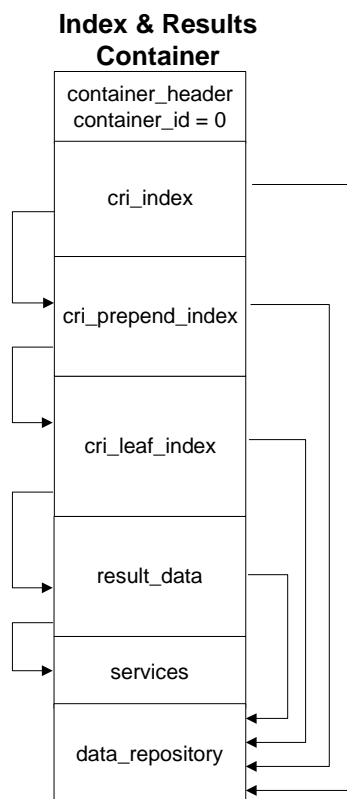 Index & Results
Container
container_header
container_id = 0
cri_index
cri_prepend_index
cri_leaf_index
result_data
services
data_repository